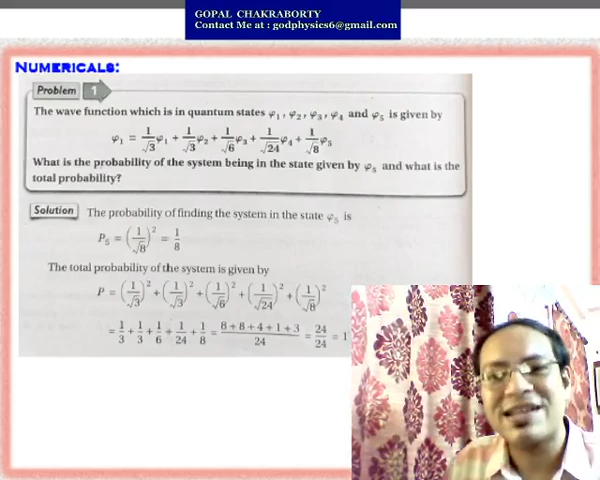 GOPAL CHAKRABORTY
Contact Me at : godphysics6@gmail.com
NUMERICALS:
Problem 1
The wave function which is in quantum states φ₁, φ₂, φ₃, φ₄ and φ₅ is given by
φ₁ = 1/√3 φ₁ + 1/√3 φ₂ + 1/√6 φ₃ + 1/√24 φ₄ + 1/√8 φ₅
What is the probability of the system being in the state given by φ₅ and what is the
total probability?
Solution The probability of finding the system in the state φ₅ is
P₅ = (1/√8)² = 1/8
The total probability of the system is given by
P = (1/√3)² + (1/√3)² + (1/√6)² + (1/√24)² + (1/√8)²
= 1/3 + 1/3 + 1/6 + 1/24 + 1/8 = (8 + 8 + 4 + 1 + 3)/24 = 24/24 = 1